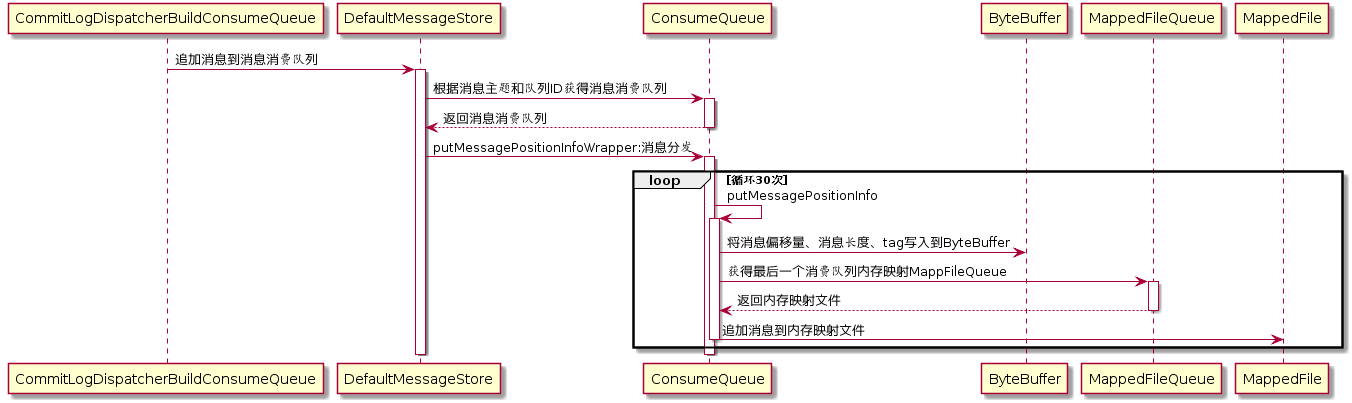 CommitLogDispatcherBuildConsumeQueue DefaultMessageStore ConsumeQueue ByteBuffer MappedFileQueue MappedFile
追加消息到消息消费队列
根据消息主题和队列ID获得消息消费队列
返回消息消费队列
putMessagePositionInfoWrapper:消息分发
loop [循环30次]
putMessagePositionInfo
将消息偏移量、消息长度、tag写入到ByteBuffer
获得最后一个消费队列内存映射MappFileQueue
返回内存映射文件
追加消息到内存映射文件
CommitLogDispatcherBuildConsumeQueue DefaultMessageStore ConsumeQueue ByteBuffer MappedFileQueue MappedFile